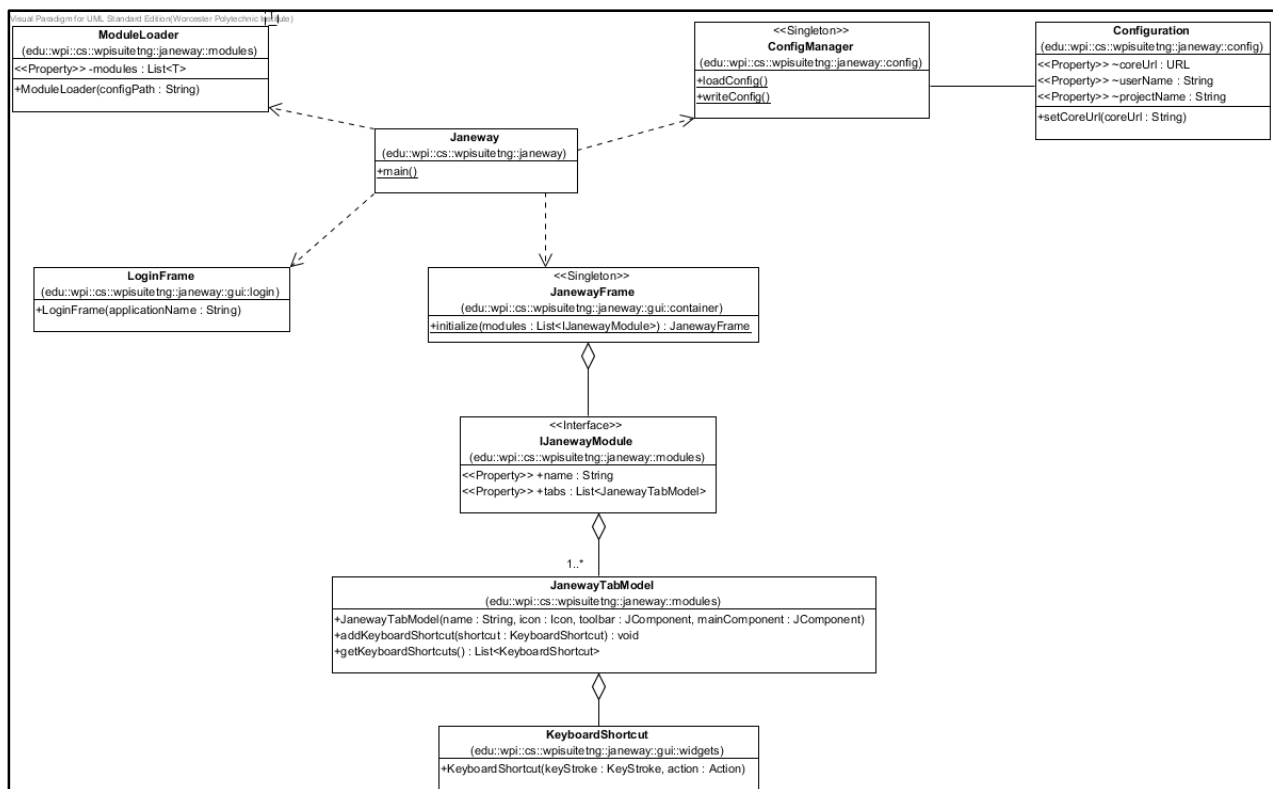 Visual Paradigm for UML Standard Edition(Worcester Polytechnic Institute)
ModuleLoader
(edu::wpi::cs::wpisuitetng::janeway::modules)
<<Property>> -modules : List<T>
+ModuleLoader(configPath : String)
<<Singleton>>
ConfigManager
(edu::wpi::cs::wpisuitetng::janeway::config)
+loadConfig()
+writeConfig()
Configuration
(edu::wpi::cs::wpisuitetng::janeway::config)
<<Property>> ~coreUrl : URL
<<Property>> ~userName : String
<<Property>> ~projectName : String
+setCoreUrl(coreUrl : String)
Janeway
(edu::wpi::cs::wpisuitetng::janeway)
+main()
LoginFrame
(edu::wpi::cs::wpisuitetng::janeway::gui::login)
+LoginFrame(applicationName : String)
<<Singleton>>
JanewayFrame
(edu::wpi::cs::wpisuitetng::janeway::gui::container)
+initialize(modules : List<IJanewayModule>) : JanewayFrame
<<Interface>>
IJanewayModule
(edu::wpi::cs::wpisuitetng::janeway::modules)
<<Property>> +name : String
<<Property>> +tabs : List<JanewayTabModel>
1..*
JanewayTabModel
(edu::wpi::cs::wpisuitetng::janeway::modules)
+JanewayTabModel(name : String, icon : Icon, toolbar : JComponent, mainComponent : JComponent)
+addKeyboardShortcut(shortcut : KeyboardShortcut) : void
+getKeyboardShortcuts() : List<KeyboardShortcut>
KeyboardShortcut
(edu::wpi::cs::wpisuitetng::janeway::gui::widgets)
+KeyboardShortcut(keyStroke : KeyStroke, action : Action)